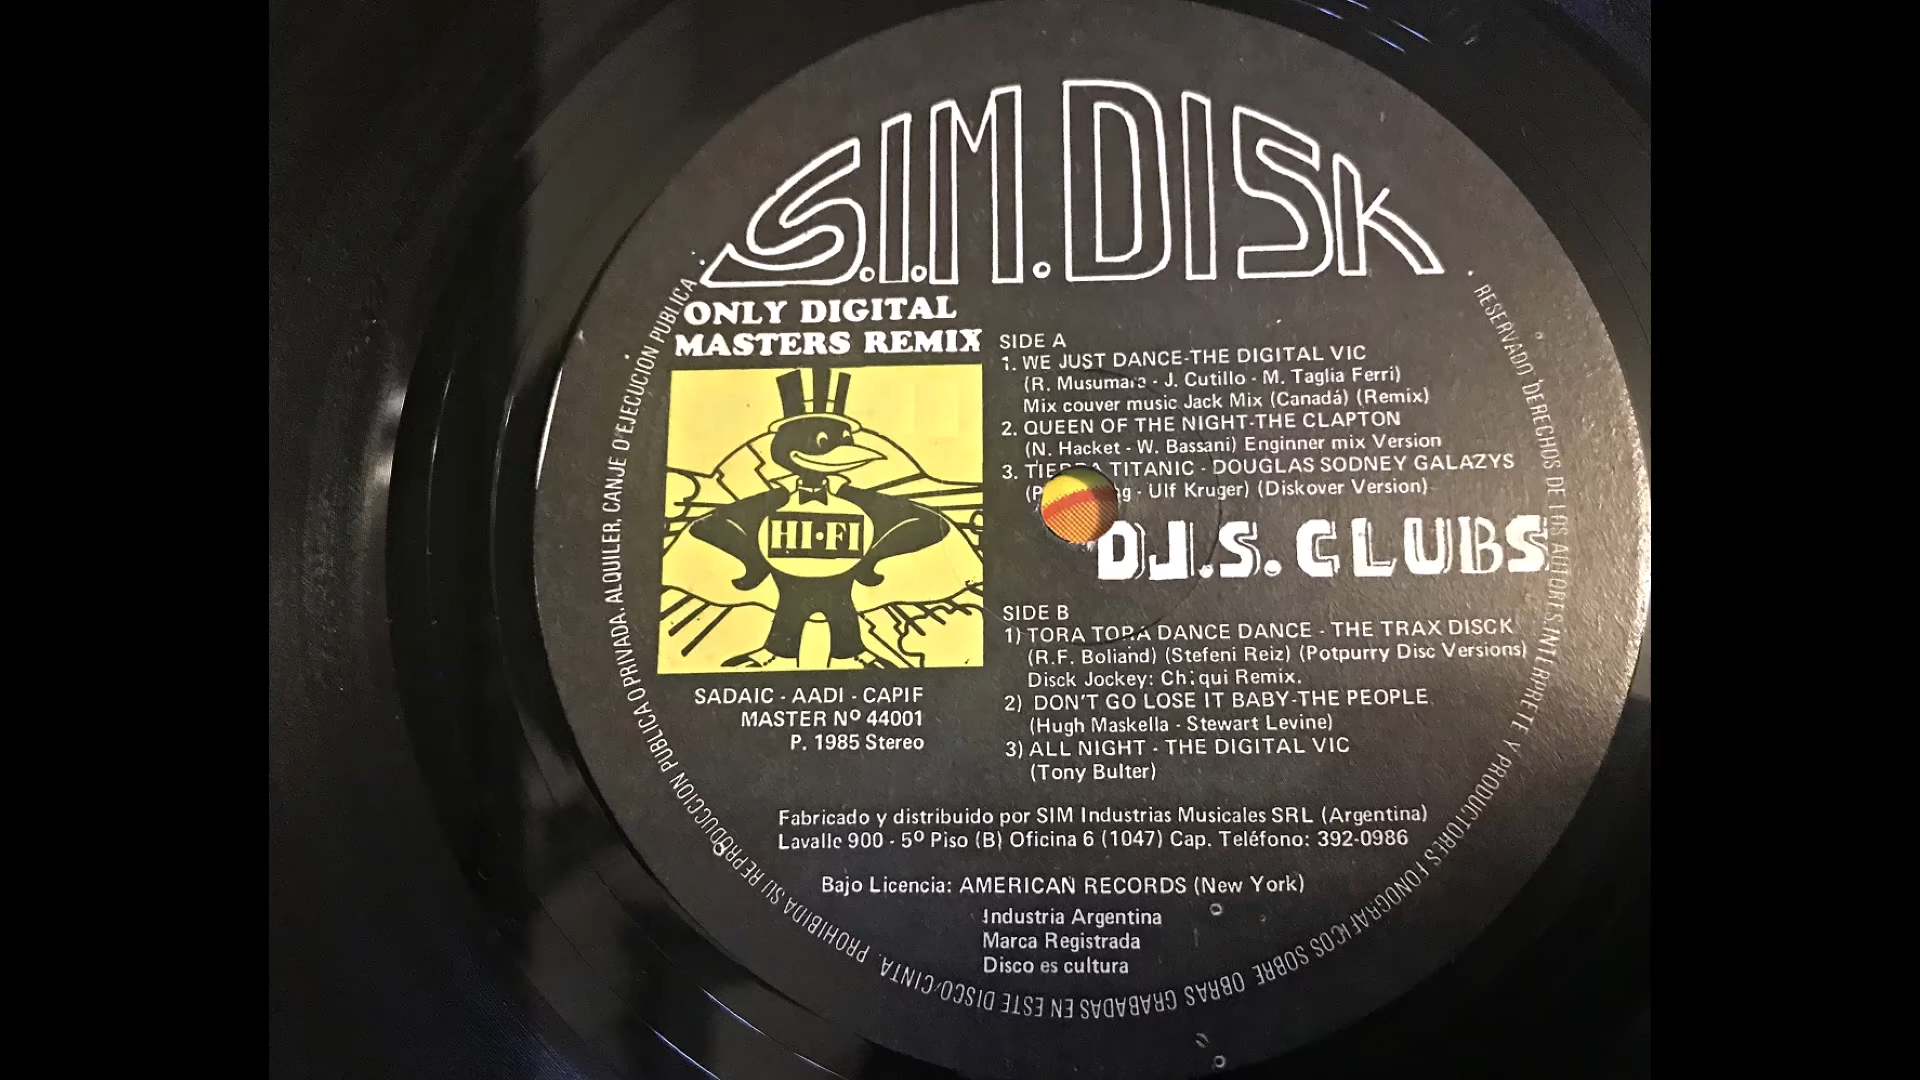 S.I.M. DISK
ONLY DIGITAL
MASTERS REMIX
HI•FI
SADAIC - AADI - CAPIF
MASTER Nº 44001
P. 1985 Stereo
SIDE A
1. WE JUST DANCE-THE DIGITAL VIC
(R. Musumara - J. Cutillo - M. Taglia Ferri)
Mix couver music Jack Mix (Canadá) (Remix)
2. QUEEN OF THE NIGHT-THE CLAPTON
(N. Hacket - W. Bassani) Enginner mix Version
3. TIERRA TITANIC - DOUGLAS SODNEY GALAZYS
- Ulf Kruger) (Diskover Version)
DJ.S. CLUBS
SIDE B
1) TORA TORA DANCE DANCE - THE TRAX DISCK
(R.F. Boliand) (Stefeni Reiz) (Potpurry Disc Versions)
Disck Jockey: Chiqui Remix.
2) DON'T GO LOSE IT BABY-THE PEOPLE
(Hugh Maskella - Stewart Levine)
3) ALL NIGHT - THE DIGITAL VIC
(Tony Bulter)
Fabricado y distribuido por SIM Industrias Musicales SRL (Argentina)
Lavalle 900 - 5º Piso (B) Oficina 6 (1047) Cap. Teléfono: 392-0986
Bajo Licencia: AMERICAN RECORDS (New York)
Industria Argentina
Marca Registrada
Disco es cultura
RESERVADO DERECHOS DE LOS AUTORES, INTERPRETE Y PRODUCTORES FONOGRAFICOS SOBRE OBRAS GRABADAS EN ESTE DISCO/CINTA. PROHIBIDA SU REPRODUCCION PUBLICA O PRIVADA, ALQUILER, CANJE O EJECUCION PUBLICA.